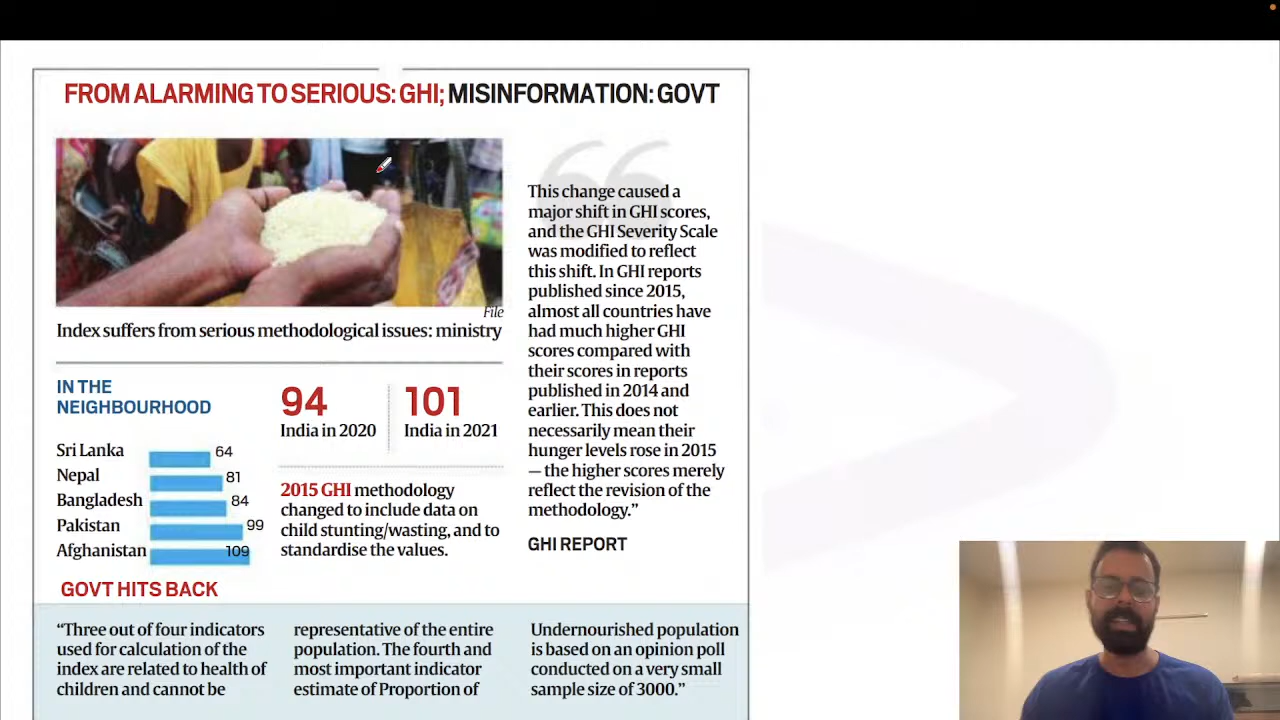 FROM ALARMING TO SERIOUS: GHI; MISINFORMATION: GOVT
File
Index suffers from serious methodological issues: ministry
IN THE
NEIGHBOURHOOD
Sri Lanka 64
Nepal 81
Bangladesh 84
Pakistan 99
Afghanistan 109
94
India in 2020
101
India in 2021
2015 GHI methodology
changed to include data on
child stunting/wasting, and to
standardise the values.
“
This change caused a
major shift in GHI scores,
and the GHI Severity Scale
was modified to reflect
this shift. In GHI reports
published since 2015,
almost all countries have
had much higher GHI
scores compared with
their scores in reports
published in 2014 and
earlier. This does not
necessarily mean their
hunger levels rose in 2015
— the higher scores merely
reflect the revision of the
methodology.”
GHI REPORT
GOVT HITS BACK
“Three out of four indicators
used for calculation of the
index are related to health of
children and cannot be
representative of the entire
population. The fourth and
most important indicator
estimate of Proportion of
Undernourished population
is based on an opinion poll
conducted on a very small
sample size of 3000.”